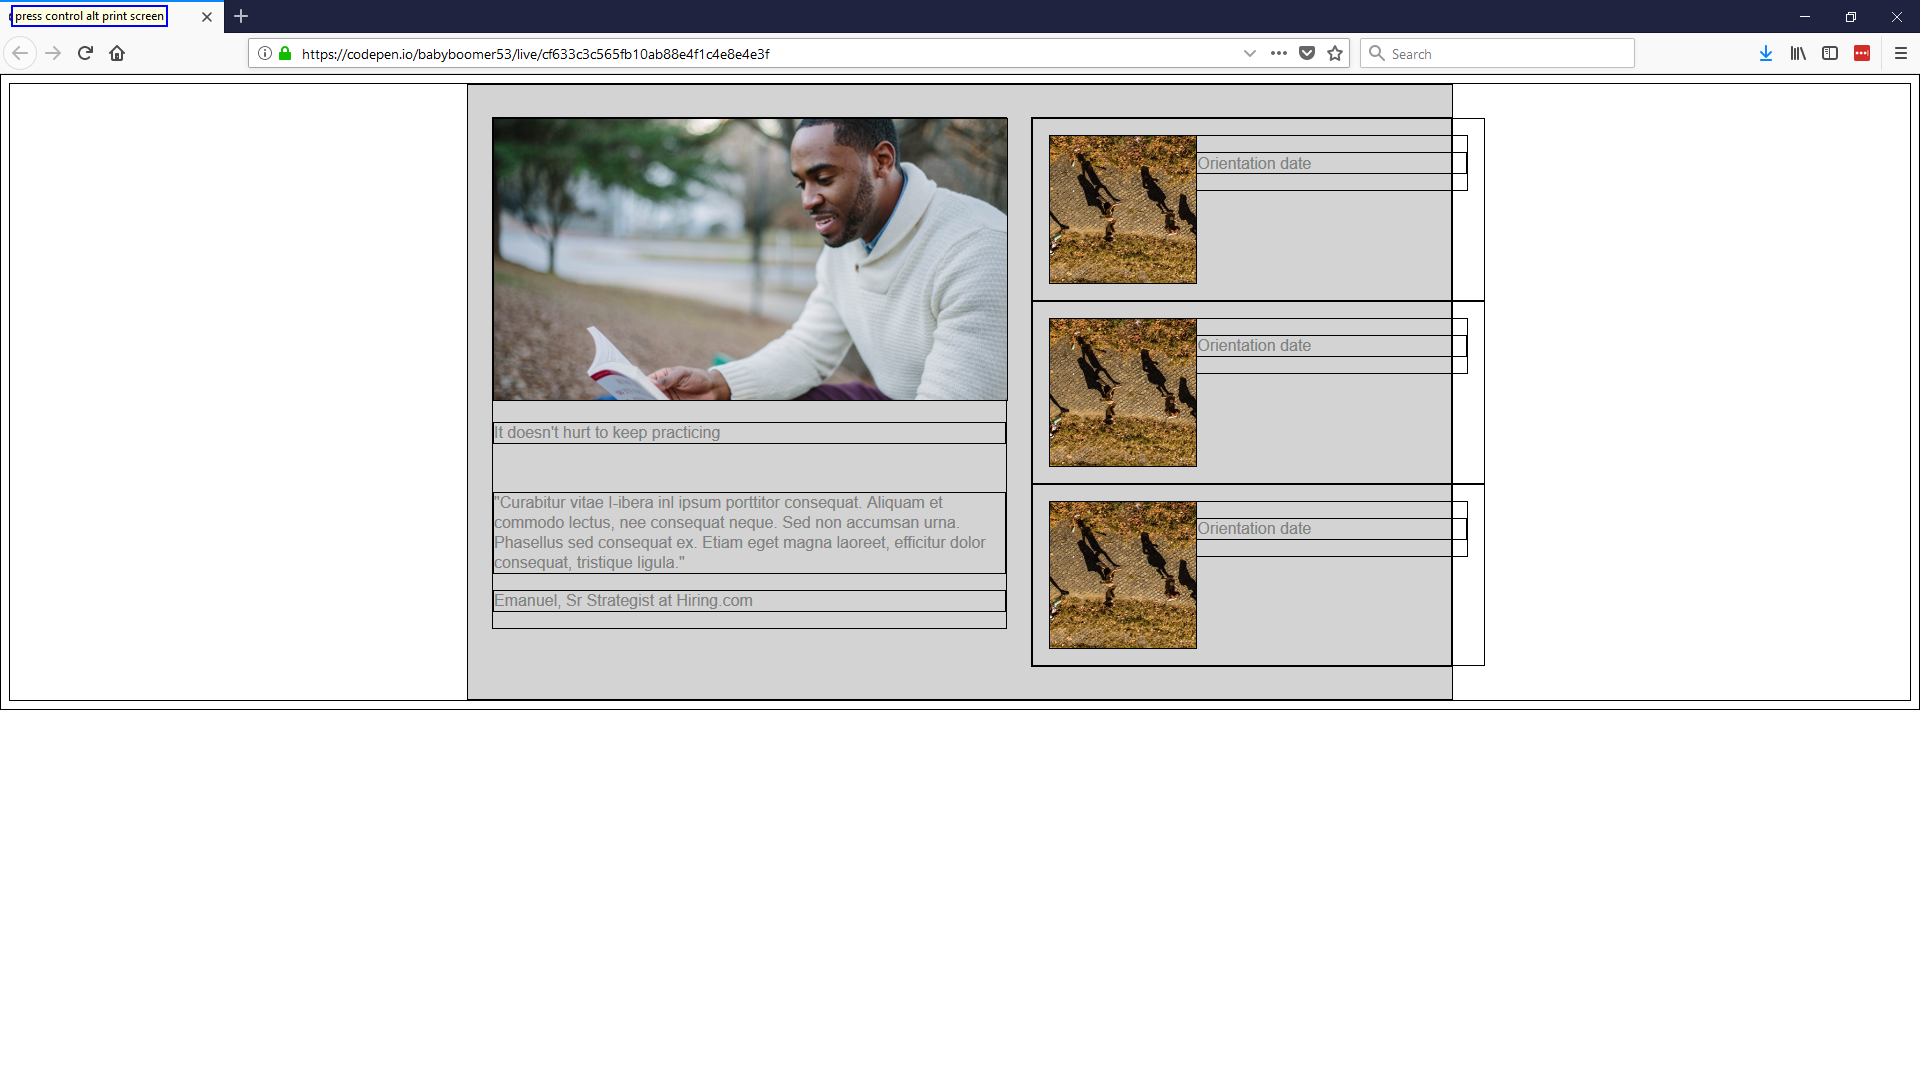 press control alt print screen
https://codepen.io/babyboomer53/live/cf633c3c565fb10ab88e4f1c4e8e4e3f
Search
It doesn't hurt to keep practicing
"Curabitur vitae l-ibera inl ipsum porttitor consequat. Aliquam et
commodo lectus, nee consequat neque. Sed non accumsan urna.
Phasellus sed consequat ex. Etiam eget magna laoreet, efficitur dolor
consequat, tristique ligula."
Emanuel, Sr Strategist at Hiring.com
Orientation date
Orientation date
Orientation date